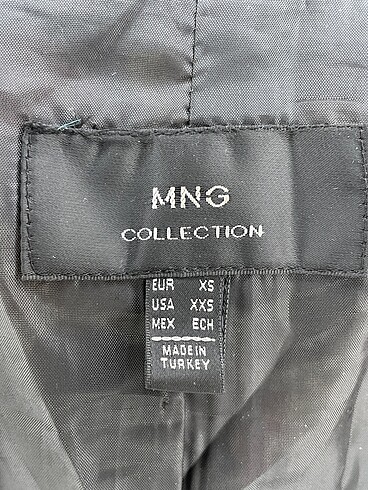 MNG
COLLECTION
EUR XS
USA XXS
MEX ECH
MADE IN
TURKEY